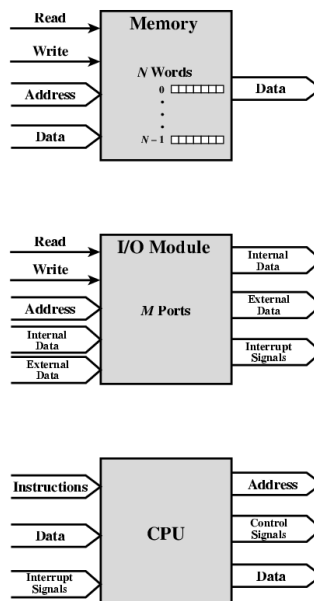 Read
Memory
Write
N Words
Address
0
Data
Data
N – 1
Read
I/O Module
Internal
Data
Write
Address
M Ports
External
Data
Internal
Data
Interrupt
Signals
External
Data
Instructions
Address
Data
CPU
Control
Signals
Interrupt
Signals
Data